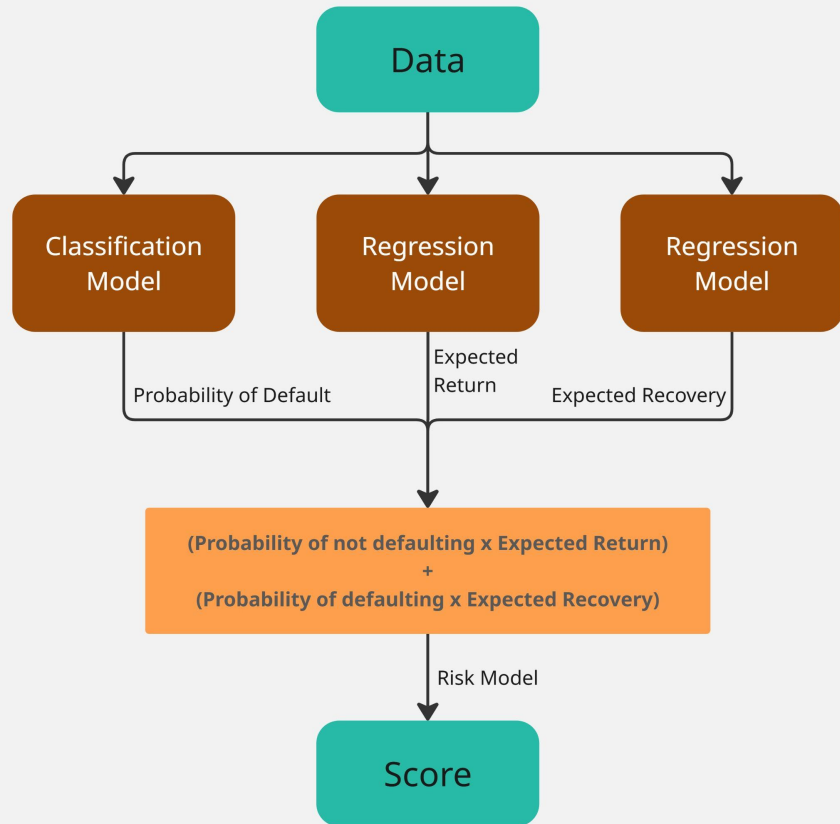 Data
Classification
Model
Regression
Model
Regression
Model
Expected
Return
Probability of Default
Expected Recovery
(Probability of not defaulting x Expected Return)
+
(Probability of defaulting x Expected Recovery)
Risk Model
Score